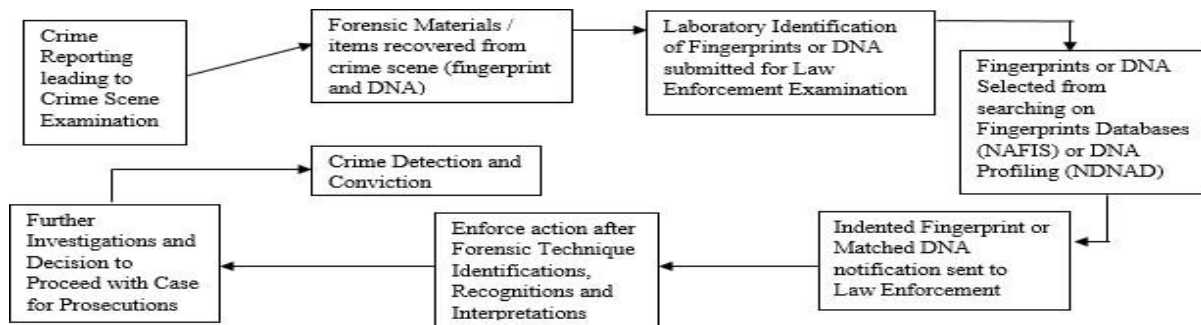 Crime
Reporting
leading to
Crime Scene
Examination
Forensic Materials /
items recovered from
crime scene (fingerprint
and DNA)
Laboratory Identification
of Fingerprints or DNA
submitted for Law
Enforcement Examination
Fingerprints or DNA
Selected from
searching on
Fingerprints Databases
(NAFIS) or DNA
Profiling (NDNAD)
Indented Fingerprint or
Matched DNA
notification sent to
Law Enforcement
Enforce action after
Forensic Technique
Identifications,
Recognitions and
Interpretations
Further
Investigations and
Decision to
Proceed with Case
for Prosecutions
Crime Detection and
Conviction